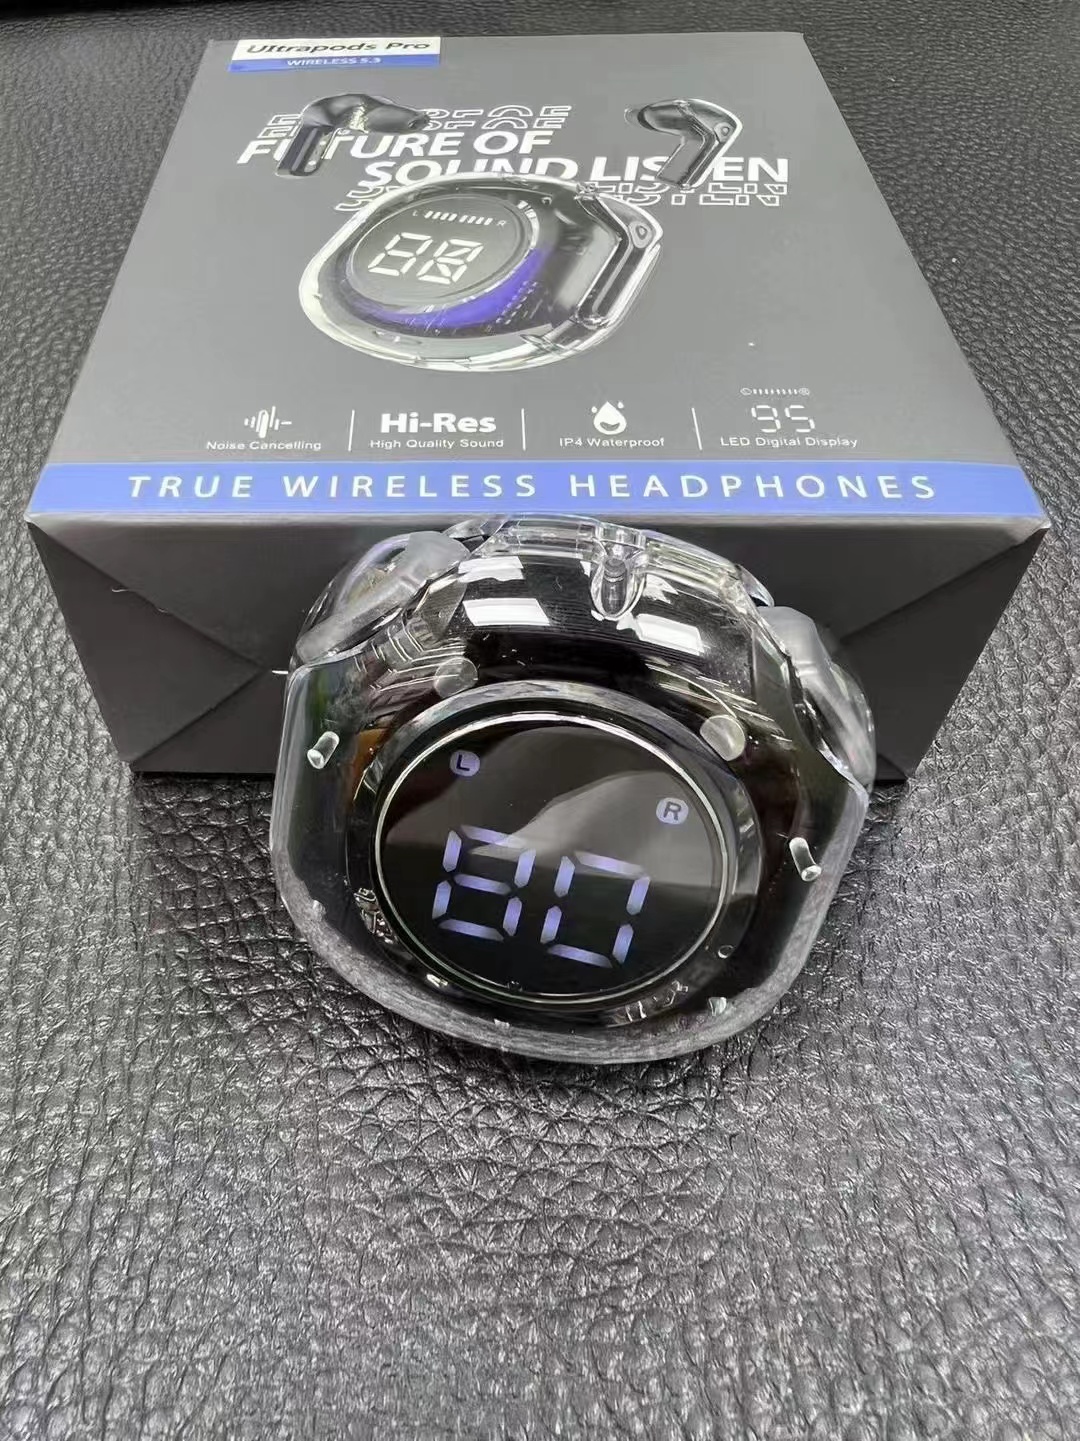 Ultrapods Pro
WIRELESS 5.3
FUTURE OF
SOUND LISTEN
L R
88
Noise Cancelling
Hi-Res
High Quality Sound
IP4 Waterproof
95
LED Digital Display
TRUE WIRELESS HEADPHONES
L
R
80